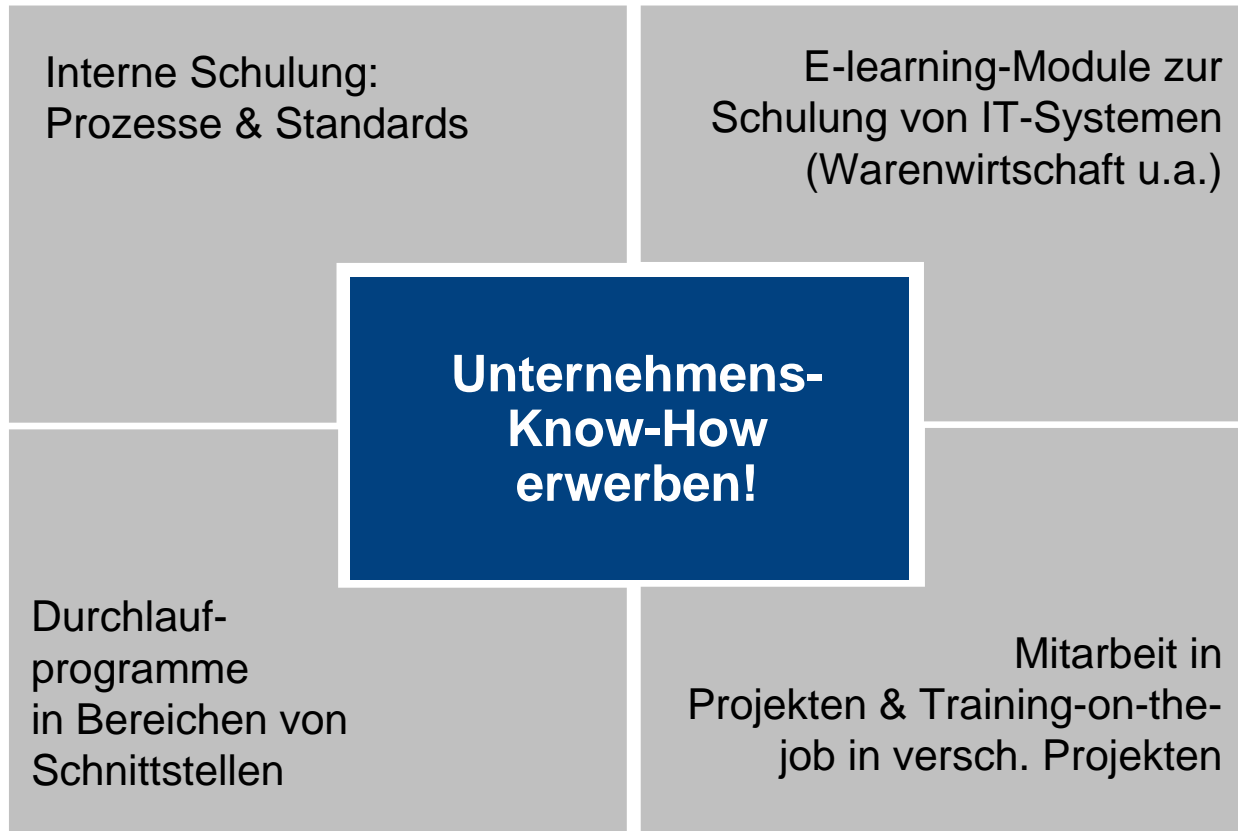 Interne Schulung:
Prozesse & Standards
E-learning-Module zur
Schulung von IT-Systemen
(Warenwirtschaft u.a.)
Unternehmens-
Know-How
erwerben!
Durchlauf-
programme
in Bereichen von
Schnittstellen
Mitarbeit in
Projekten & Training-on-the-
job in versch. Projekten